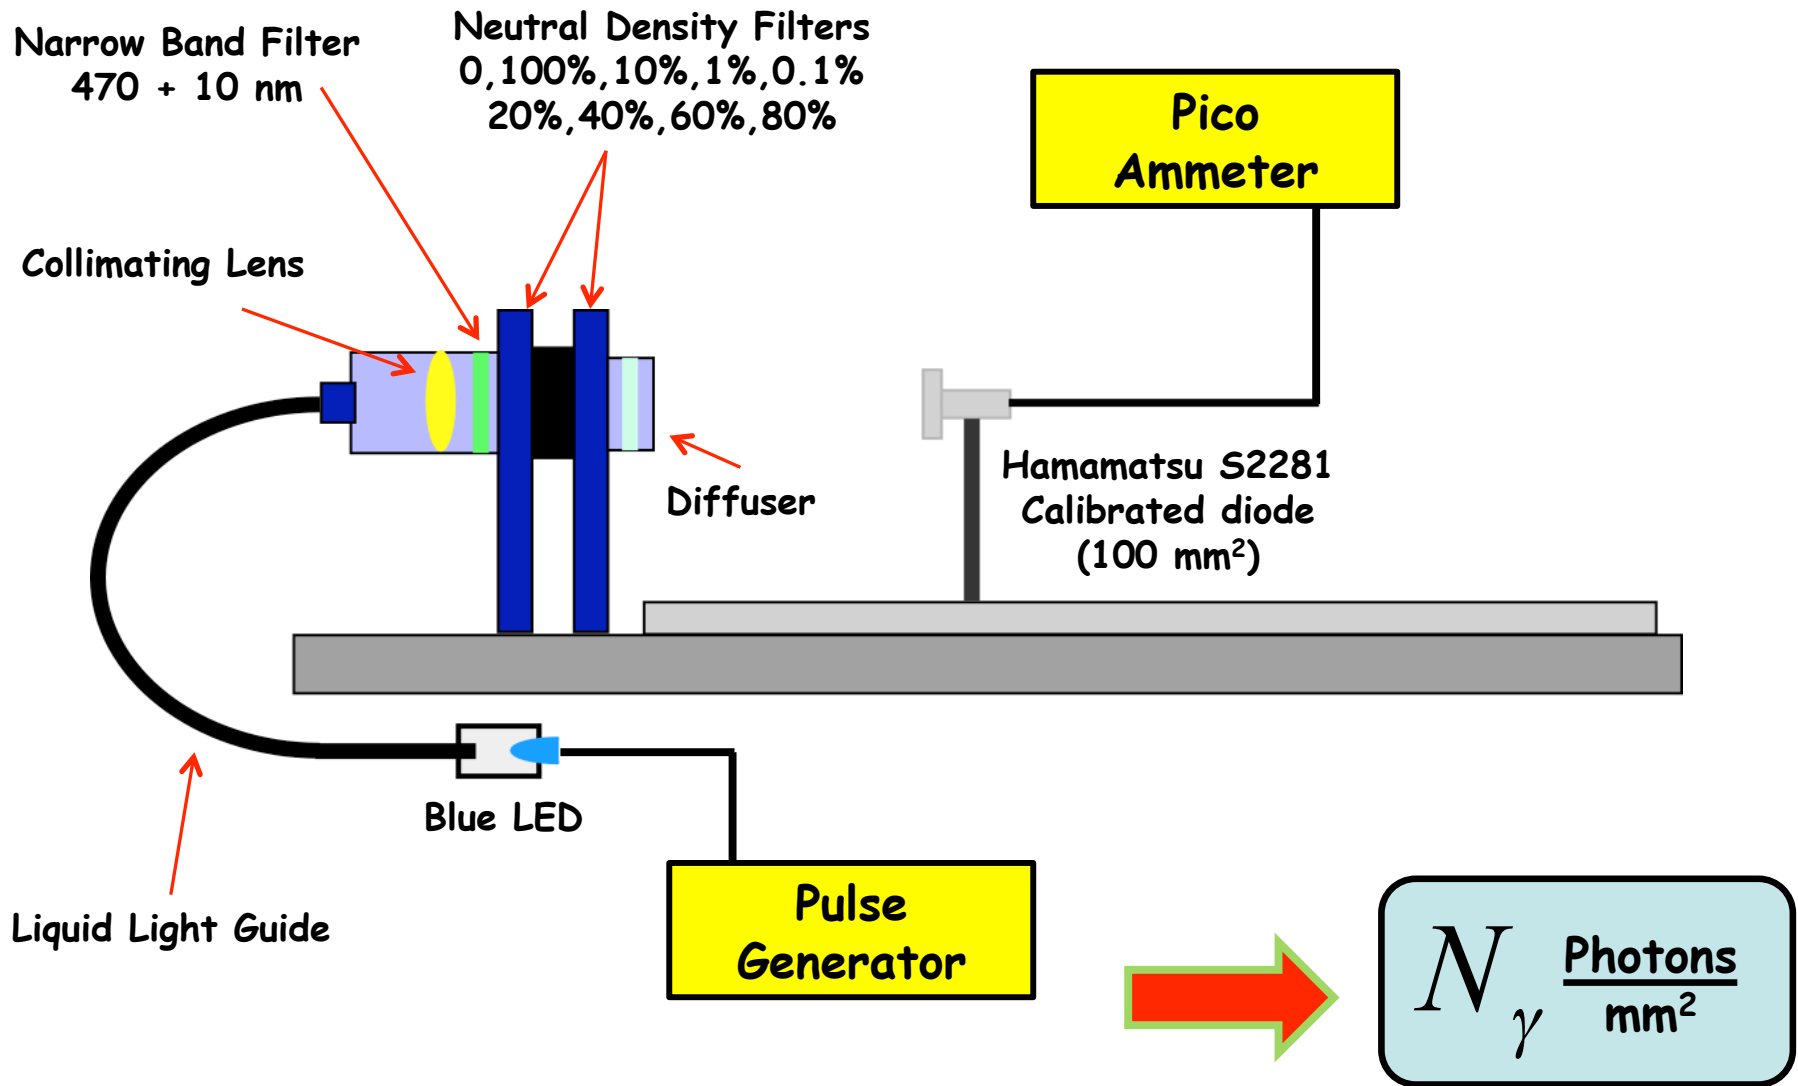 Narrow Band Filter
470 + 10 nm
Neutral Density Filters
0,100%,10%,1%,0.1%
20%,40%,60%,80%
Pico
Ammeter
Collimating Lens
Diffuser
Hamamatsu S2281
Calibrated diode
(100 mm²)
Blue LED
Liquid Light Guide
Pulse
Generator
Nγ Photons
mm²